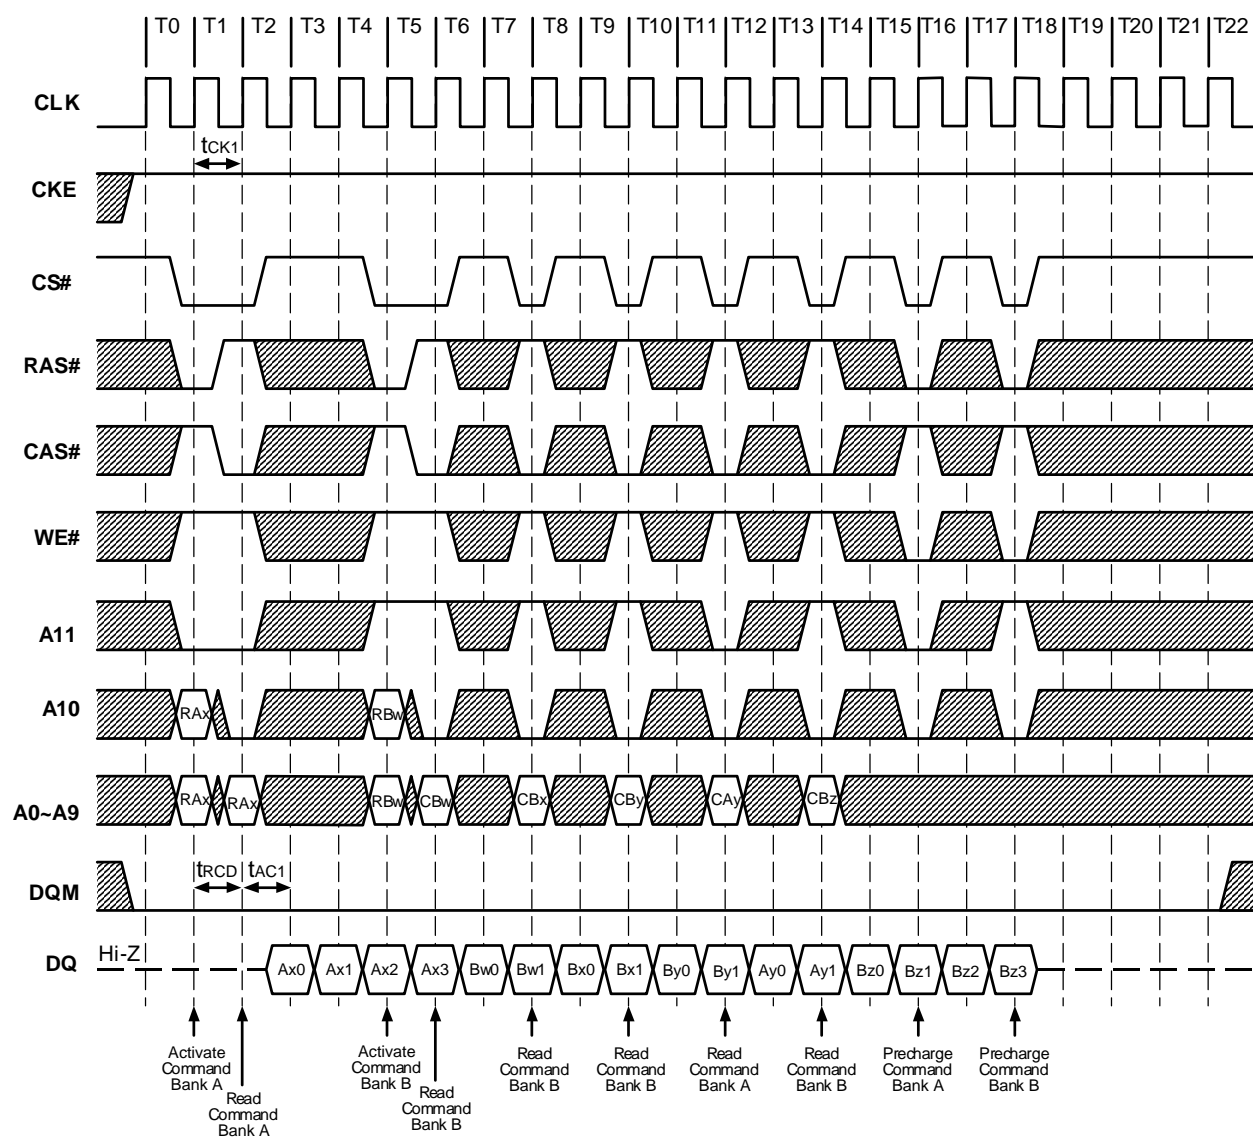 T0 T1 T2 T3 T4 T5 T6 T7 T8 T9 T10 T11 T12 T13 T14 T15 T16 T17 T18 T19 T20 T21 T22
CLK
tCK1
CKE
CS#
RAS#
CAS#
WE#
A11
A10 RAx RBw
A0~A9 RAx RAx RBw CBw CBx CBy CAy CBz
tRCD tAC1
DQM
DQ Hi-Z Ax0 Ax1 Ax2 Ax3 Bw0 Bw1 Bx0 Bx1 By0 By1 Ay0 Ay1 Bz0 Bz1 Bz2 Bz3
Activate
Command
Bank A
Read
Command
Bank A
Activate
Command
Bank B
Read
Command
Bank B
Read
Command
Bank B
Read
Command
Bank B
Read
Command
Bank A
Read
Command
Bank B
Precharge
Command
Bank A
Precharge
Command
Bank B